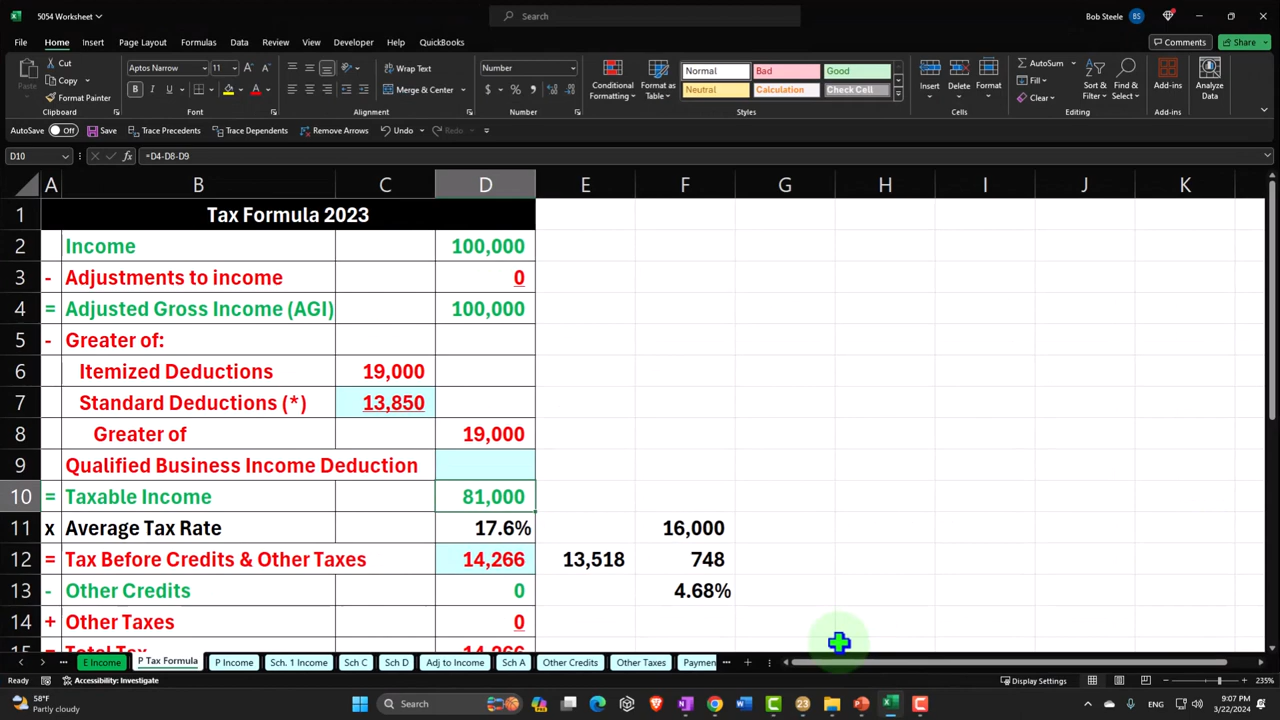 5054 Worksheet
Search
Bob Steele BS
File Home Insert Page Layout Formulas Data Review View Developer Help QuickBooks Comments Share
Paste Cut Copy Format Painter Clipboard
Aptos Narrow 11 B I U Font
Wrap Text Merge & Center Alignment
Number $ % Number
Conditional Formatting Format as Table Normal Bad Good Neutral Calculation Check Cell Styles
Insert Delete Format Cells
AutoSum Fill Clear Sort & Filter Find & Select Editing
Add-ins Add-ins Analyze Data
AutoSave Off Save Trace Precedents Trace Dependents Remove Arrows Undo Redo
D10 fx =D4-D8-D9
A B C D E F G H I J K
1 Tax Formula 2023
2 Income 100,000
3 - Adjustments to income 0
4 = Adjusted Gross Income (AGI) 100,000
5 - Greater of:
6 Itemized Deductions 19,000
7 Standard Deductions (*) 13,850
8 Greater of 19,000
9 Qualified Business Income Deduction
10 = Taxable Income 81,000
11 x Average Tax Rate 17.6% 16,000
12 = Tax Before Credits & Other Taxes 14,266 13,518 748
13 - Other Credits 0 4.68%
14 + Other Taxes 0
15 = Total Tax 14,266
E Income P Tax Formula P Income Sch. 1 Income Sch C Sch D Adj to Income Sch A Other Credits Other Taxes Paymen
Ready Accessibility: Investigate Display Settings 235%
58°F
Partly cloudy
Search
ENG
9:07 PM
3/22/2024